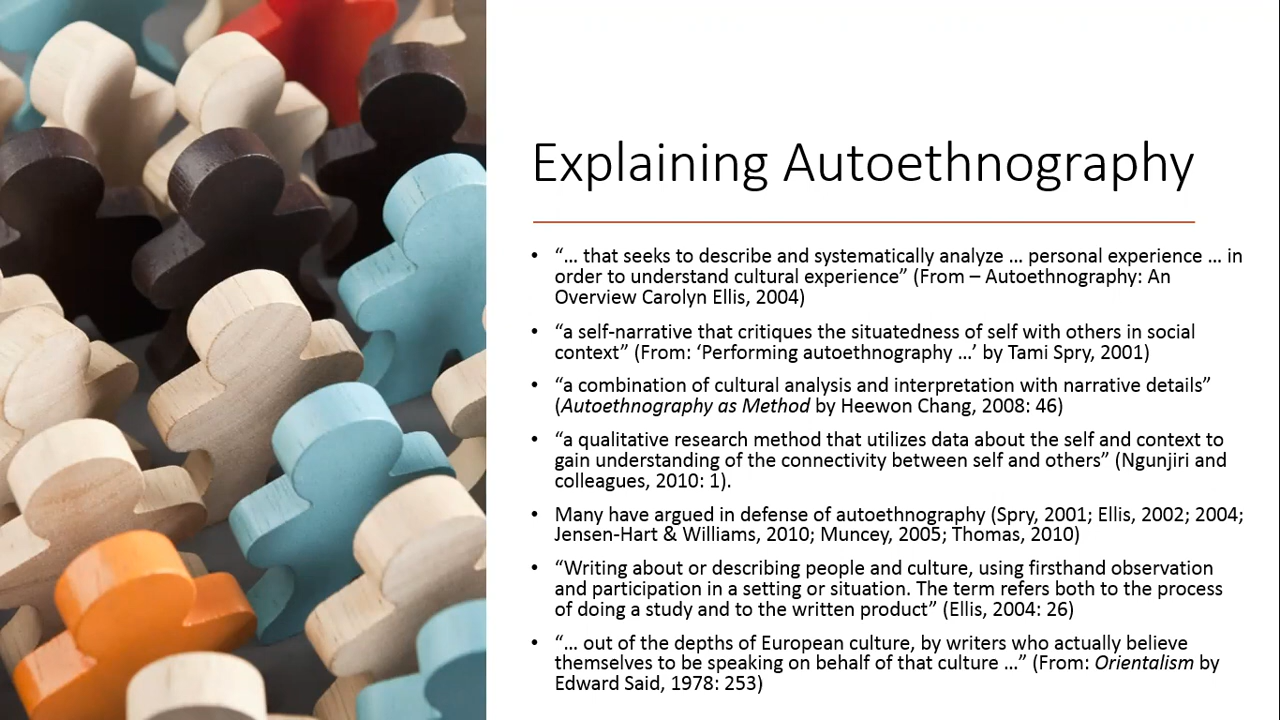 Explaining Autoethnography
• “… that seeks to describe and systematically analyze … personal experience … in
order to understand cultural experience” (From – Autoethnography: An
Overview Carolyn Ellis, 2004)
• “a self-narrative that critiques the situatedness of self with others in social
context” (From: ‘Performing autoethnography …’ by Tami Spry, 2001)
• “a combination of cultural analysis and interpretation with narrative details”
(Autoethnography as Method by Heewon Chang, 2008: 46)
• “a qualitative research method that utilizes data about the self and context to
gain understanding of the connectivity between self and others” (Ngunjiri and
colleagues, 2010: 1).
• Many have argued in defense of autoethnography (Spry, 2001; Ellis, 2002; 2004;
Jensen-Hart & Williams, 2010; Muncey, 2005; Thomas, 2010)
• “Writing about or describing people and culture, using firsthand observation
and participation in a setting or situation. The term refers both to the process
of doing a study and to the written product” (Ellis, 2004: 26)
• “… out of the depths of European culture, by writers who actually believe
themselves to be speaking on behalf of that culture …” (From: Orientalism by
Edward Said, 1978: 253)